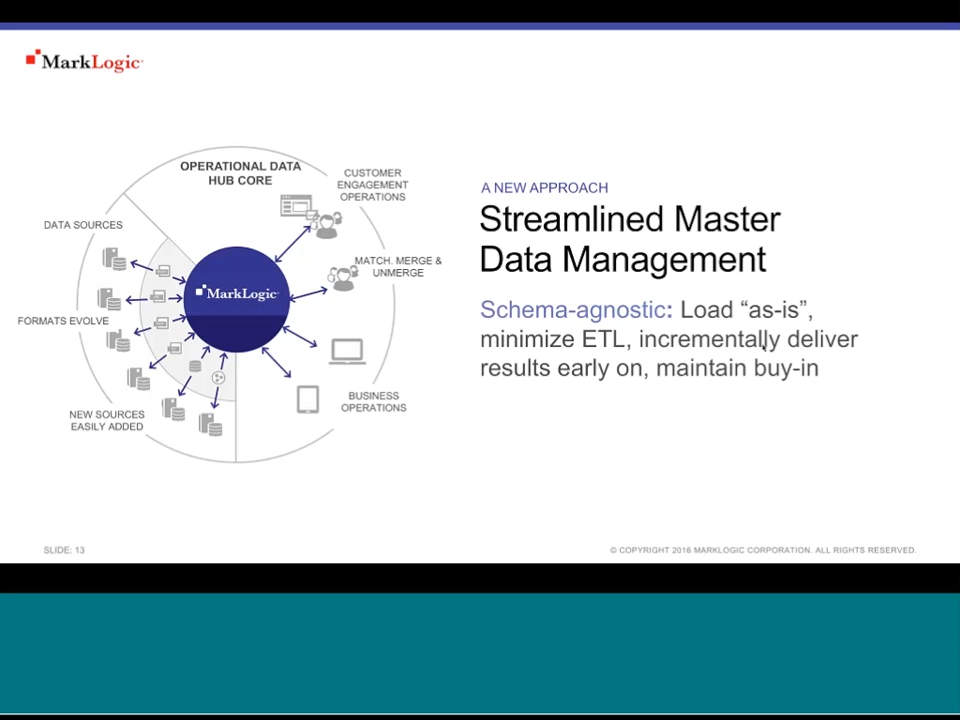 MarkLogic
OPERATIONAL DATA
HUB CORE
CUSTOMER
ENGAGEMENT
OPERATIONS
DATA SOURCES
MATCH. MERGE &
UNMERGE
MarkLogic
FORMATS EVOLVE
NEW SOURCES
EASILY ADDED
BUSINESS
OPERATIONS
A NEW APPROACH
Streamlined Master
Data Management
Schema-agnostic: Load “as-is”,
minimize ETL, incrementally deliver
results early on, maintain buy-in
SLIDE: 13
© COPYRIGHT 2016 MARKLOGIC CORPORATION. ALL RIGHTS RESERVED.